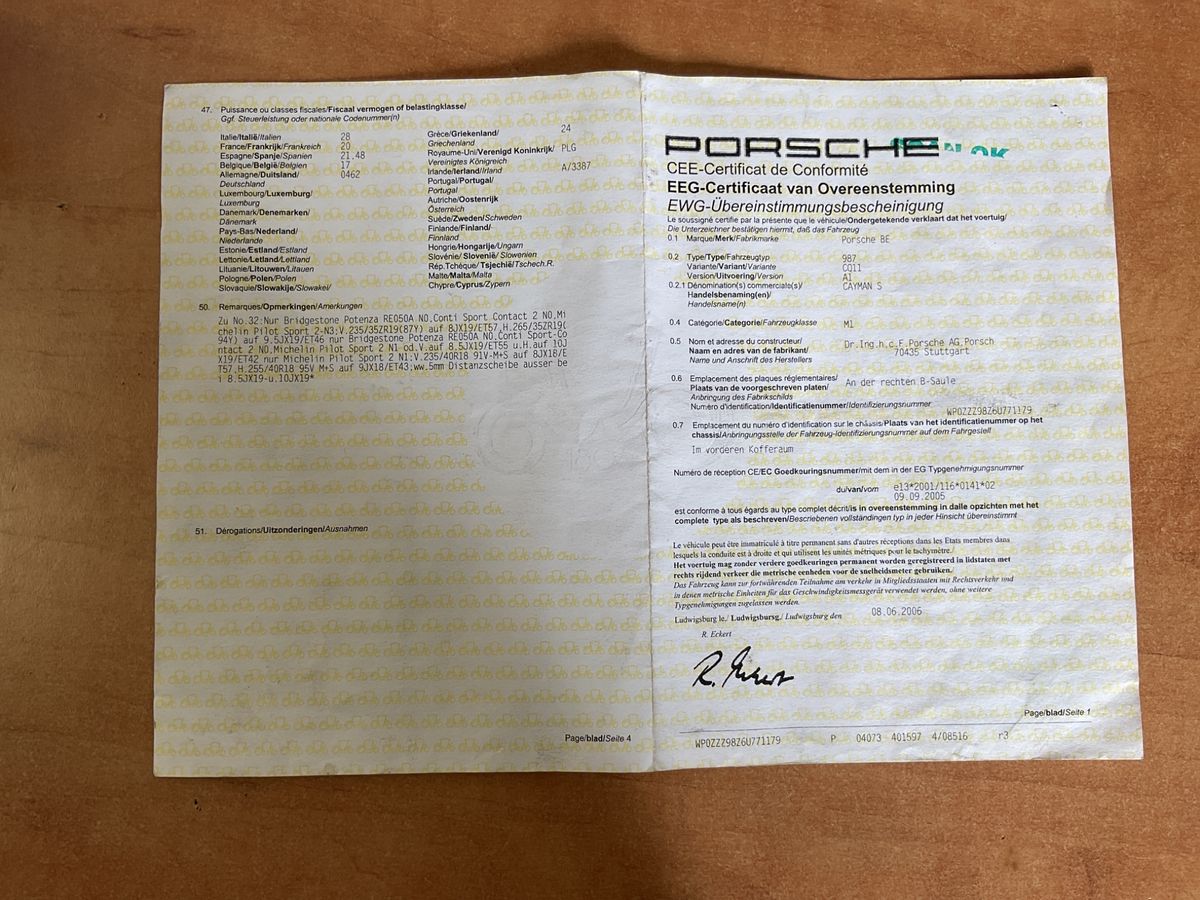 47. Puissance ou classes fiscales/Fiscaal vermogen of belastingklasse/
Ggf. Steuerleistung oder nationale Codenummer(n)
Italie/Italië/Italien 28
France/Frankrijk/Frankreich 20
Espagne/Spanje/Spanien 21.48
Belgique/België/Belgien 17
Allemagne/Duitsland/ 0462
Deutschland
Luxembourg/Luxemburg/
Luxemburg
Danemark/Denemarken/
Dänemark
Pays-Bas/Nederland/
Niederlande
Estonie/Estland/Estland
Lettonie/Letland/Lettland
Lituanie/Litouwen/Litauen
Pologne/Polen/Polen
Slovaquie/Slowakije/Slowakei/
Grèce/Griekenland/ 24
Griechenland
Royaume-Uni/Verenigd Koninkrijk/ PLG
Vereinigtes Königreich
Irlande/Ierland/Irland A/3387
Portugal/Portugal/
Portugal
Autriche/Oostenrijk
Österreich
Suède/Zweden/Schweden
Finlande/Finland/
Finnland
Hongrie/Hongarije/Ungarn
Slovénie/ Slovenië/ Slowenien
Rép.Tchèque/ Tsjechië/Tschech.R.
Malte/Malta/Malta
Chypre/Cyprus/Zypern
50. Remarques/Opmerkingen/Amerkungen
Zu No.32:Nur Bridgestone Potenza RE050A N0,Conti Sport Contact 2 N0,Mi
chelin Pilot Sport 2-N3;V.235/35ZR19(87Y) auf 8JX19/ET57,H.265/35ZR19(
94Y) auf 9.5JX19/ET46 nur Bridgestone Potenza RE050A N0,Conti Sport-Co
ntact 2 N0,Michelin Pilot Sport 2 N1 od.V.auf 8.5JX19/ET55 u.H.auf 10J
X19/ET42 nur Michelin Pilot Sport 2 N1;V.235/40R18 91V-M+S auf 8JX18/E
T57,H.255/40R18 95V M+S auf 9JX18/ET43;ww.5mm Distanzscheibe ausser be
i 8.5JX19-u.10JX19*
51. Dérogations/Uitzonderingen/Ausnahmen
Page/blad/Seite 4
PORSCHE
CEE-Certificat de Conformité
EEG-Certificaat van Overeenstemming
EWG-Übereinstimmungsbescheinigung
Le soussigné certifie par la présente que le véhicule/Ondergetekende verklaart dat het voertuig/
Die Unterzeichner bestätigen hiermit, daß das Fahrzeug
0.1 Marque/Merk/Fabrikmarke Porsche BE
0.2 Type/Type/Fahrzeugtyp 987
Variante/Variant/Variante CQ11
Version/Uitvoering/Version A1
0.2.1 Dénomination(s) commerciale(s)/ CAYMAN S
Handelsbenaming(en)/
Handelsname(n)
0.4 Catégorie/Categorie/Fahrzeugklasse M1
0.5 Nom et adresse du constructeur/ Dr.Ing.h.c.F.Porsche AG,Porsch
Naam en adres van de fabrikant/ 70435 Stuttgart
Name und Anschrift des Herstellers
0.6 Emplacement des plaques réglementaires/ An der rechten B-Saule
Plaats van de voorgeschreven platen/
Anbringung des Fabrikschilds
Numéro d'identification/Identificatienummer/Identifizierungsnummer
WP0ZZZ98Z6U771179
0.7 Emplacement du numéro d'identification sur le châssis/Plaats van het identificatienummer op het
chassis/Anbringungsstelle der Fahrzeug-Identifizierungsnummer auf dem Fahrgestell
Im vorderen Kofferaum
Numéro de réception CE/EC Goedkeuringsnummer/mit dem in der EG Typgenehmigungsnummer
du/van/vom e13*2001/116*0141*02
09.09.2005
est conforme à tous égards au type complet décrit/is in overeenstemming in dalle opzichten met het
complete type als beschreven/Bescriebenen vollständingen typ in jeder Hinsicht übereinstimmt
Le véhicule peut être immatriculé à titre permanent sans d'autres réceptions dans les Etats membres dans
lesquels la conduite est à droite et qui utilisent les unités métriques pour le tachymètre./
Het voertuig mag zonder verdere goedkeuringen permanent worden geregistreerd in lidstaten met
rechts rijdend verkeer die metrische eenheden voor de snelheidsmeter gebruiken.
Das Fahrzeug kann zur fortwährenden Teilnahme am verkehr in Mitgliedsstaaten mit Rechtsverkehr und
in denen metrische Einheiten für das Geschwindigkeitsmessgerät verwendet werden, ohne weitere
Typgenehmigungen zugelassen werden.
Ludwigsburg le./ Ludwigsbursg./ Ludwigsburg den 08.06.2006
R. Eckert
R. Eckert
Page/blad/Seite 1
WP0ZZZ98Z6U771179 P 04073 401597 4/08516 r3